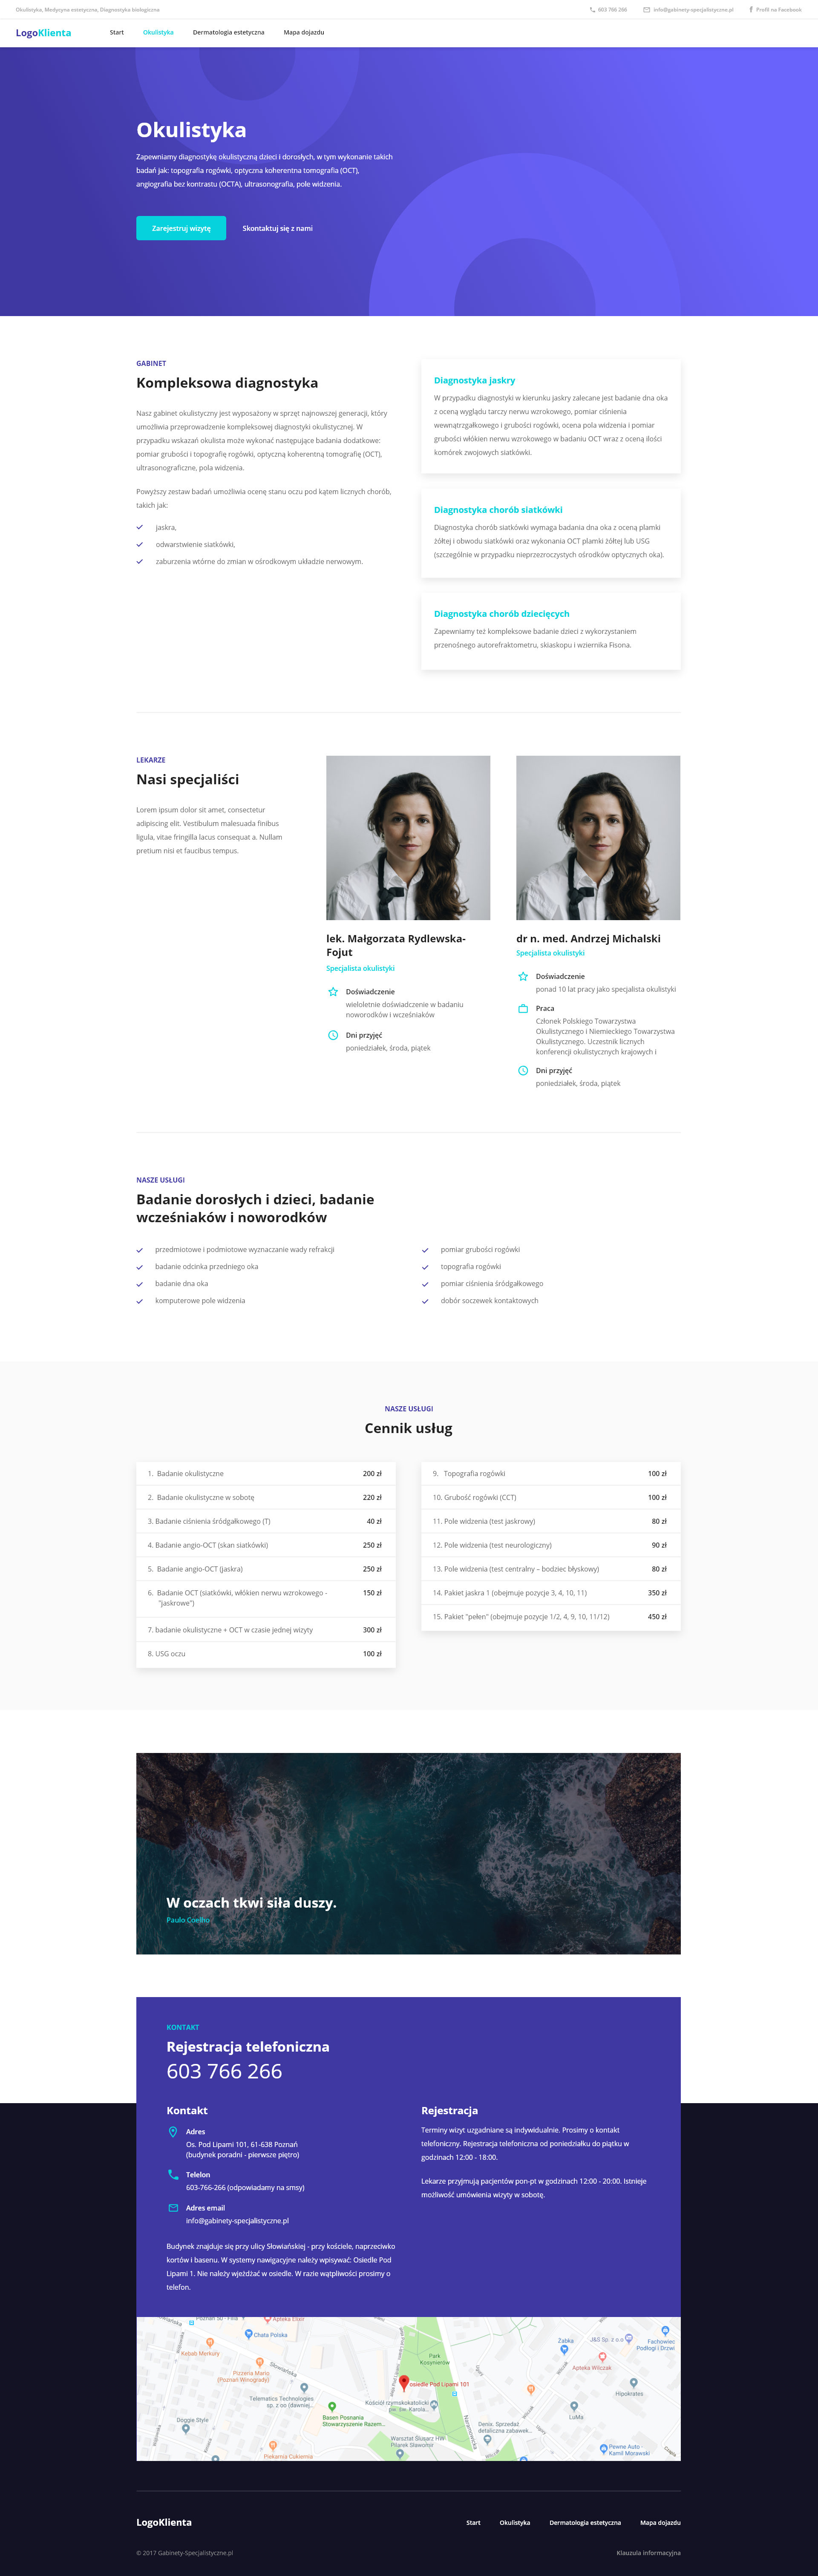 Okulistyka, Medycyna estetyczna, Diagnostyka biologiczna
603 766 266
info@gabinety-specjalistyczne.pl
Profil na Facebook
LogoKlienta
Start
Okulistyka
Dermatologia estetyczna
Mapa dojazdu
Okulistyka
Zapewniamy diagnostykę okulistyczną dzieci i dorosłych, w tym wykonanie takich
badań jak: topografia rogówki, optyczna koherentna tomografia (OCT),
angiografia bez kontrastu (OCTA), ultrasonografia, pole widzenia.
Zarejestruj wizytę
Skontaktuj się z nami
GABINET
Kompleksowa diagnostyka
Nasz gabinet okulistyczny jest wyposażony w sprzęt najnowszej generacji, który
umożliwia przeprowadzenie kompleksowej diagnostyki okulistycznej. W
przypadku wskazań okulista może wykonać następujące badania dodatkowe:
pomiar grubości i topografię rogówki, optyczną koherentną tomografię (OCT),
ultrasonograficzne, pola widzenia.
Powyższy zestaw badań umożliwia ocenę stanu oczu pod kątem licznych chorób,
takich jak:
jaskra,
odwarstwienie siatkówki,
zaburzenia wtórne do zmian w ośrodkowym układzie nerwowym.
Diagnostyka jaskry
W przypadku diagnostyki w kierunku jaskry zalecane jest badanie dna oka
z oceną wyglądu tarczy nerwu wzrokowego, pomiar ciśnienia
wewnątrzgałkowego i grubości rogówki, ocena pola widzenia i pomiar
grubości włókien nerwu wzrokowego w badaniu OCT wraz z oceną ilości
komórek zwojowych siatkówki.
Diagnostyka chorób siatkówki
Diagnostyka chorób siatkówki wymaga badania dna oka z oceną plamki
żółtej i obwodu siatkówki oraz wykonania OCT plamki żółtej lub USG
(szczególnie w przypadku nieprzezroczystych ośrodków optycznych oka).
Diagnostyka chorób dziecięcych
Zapewniamy też kompleksowe badanie dzieci z wykorzystaniem
przenośnego autorefraktometru, skiaskopu i wziernika Fisona.
LEKARZE
Nasi specjaliści
Lorem ipsum dolor sit amet, consectetur
adipiscing elit. Vestibulum malesuada finibus
ligula, vitae fringilla lacus consequat a. Nullam
pretium nisi et faucibus tempus.
lek. Małgorzata Rydlewska-
Fojut
Specjalista okulistyki
Doświadczenie
wieloletnie doświadczenie w badaniu
noworodków i wcześniaków
Dni przyjęć
poniedziałek, środa, piątek
dr n. med. Andrzej Michalski
Specjalista okulistyki
Doświadczenie
ponad 10 lat pracy jako specjalista okulistyki
Praca
Członek Polskiego Towarzystwa
Okulistycznego i Niemieckiego Towarzystwa
Okulistycznego. Uczestnik licznych
konferencji okulistycznych krajowych i
Dni przyjęć
poniedziałek, środa, piątek
NASZE USŁUGI
Badanie dorosłych i dzieci, badanie
wcześniaków i noworodków
przedmiotowe i podmiotowe wyznaczanie wady refrakcji
badanie odcinka przedniego oka
badanie dna oka
komputerowe pole widzenia
pomiar grubości rogówki
topografia rogówki
pomiar ciśnienia śródgałkowego
dobór soczewek kontaktowych
NASZE USŁUGI
Cennik usług
1. Badanie okulistyczne 200 zł
2. Badanie okulistyczne w sobotę 220 zł
3. Badanie ciśnienia śródgałkowego (T) 40 zł
4. Badanie angio-OCT (skan siatkówki) 250 zł
5. Badanie angio-OCT (jaskra) 250 zł
6. Badanie OCT (siatkówki, włókien nerwu wzrokowego - 150 zł
"jaskrowe")
7. badanie okulistyczne + OCT w czasie jednej wizyty 300 zł
8. USG oczu 100 zł
9. Topografia rogówki 100 zł
10. Grubość rogówki (CCT) 100 zł
11. Pole widzenia (test jaskrowy) 80 zł
12. Pole widzenia (test neurologiczny) 90 zł
13. Pole widzenia (test centralny – bodziec błyskowy) 80 zł
14. Pakiet jaskra 1 (obejmuje pozycje 3, 4, 10, 11) 350 zł
15. Pakiet "pełen" (obejmuje pozycje 1/2, 4, 9, 10, 11/12) 450 zł
W oczach tkwi siła duszy.
Paulo Coelho
KONTAKT
Rejestracja telefoniczna
603 766 266
Kontakt
Adres
Os. Pod Lipami 101, 61-638 Poznań
(budynek poradni - pierwsze piętro)
Telelon
603-766-266 (odpowiadamy na smsy)
Adres email
info@gabinety-specjalistyczne.pl
Budynek znajduje się przy ulicy Słowiańskiej - przy kościele, naprzeciwko
kortów i basenu. W systemy nawigacyjne należy wpisywać: Osiedle Pod
Lipami 1. Nie należy wjeżdżać w osiedle. W razie wątpliwości prosimy o
telefon.
Rejestracja
Terminy wizyt uzgadniane są indywidualnie. Prosimy o kontakt
telefoniczny. Rejestracja telefoniczna od poniedziałku do piątku w
godzinach 12:00 - 18:00.
Lekarze przyjmują pacjentów pon-pt w godzinach 12:00 - 20:00. Istnieje
możliwość umówienia wizyty w sobotę.
Apteka Elixir
Chata Polska
Kebab Merkury
Pizzeria Mario
(Poznań Winogrady)
Słowiańska
Telematics Technologies
sp. z oo (dawniej...
Doggie Style
Basen Posnania
Stowarzyszenie Razem...
Piekarnia Cukiernia
Park
Kosynierów
osiedle Pod Lipami 101
Kościół rzymskokatolicki
pw. św. Karola...
Warsztat Ślusarz HW
Pilarek Sławomir
Naramowicka
Denix. Sprzedaż
detaliczna zabawek...
Żabka
J&S Sp. z o.o
Fachowiec
Podłogi i Drzwi
Apteka Wilczak
Hipokrates
LuMa
Pewne Auto -
Kamil Morawski
LogoKlienta
Start
Okulistyka
Dermatologia estetyczna
Mapa dojazdu
© 2017 Gabinety-Specjalistyczne.pl
Klauzula informacyjna